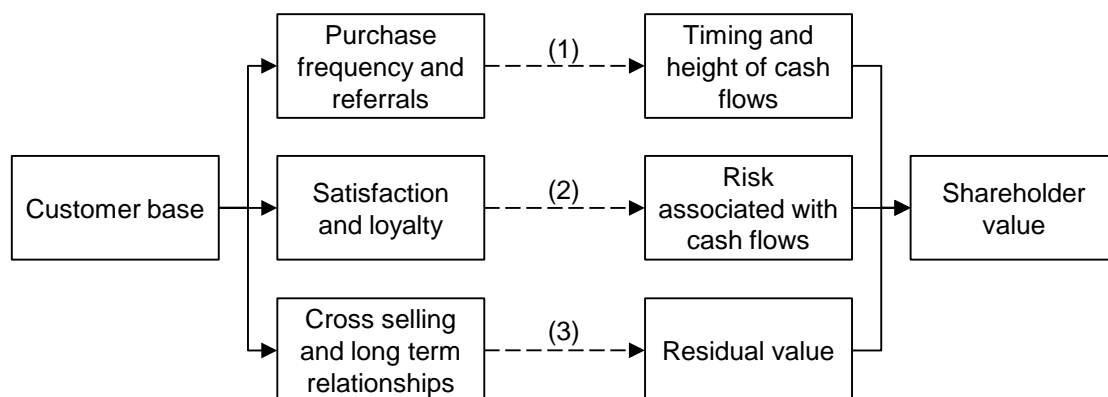 Purchase
frequency and
referrals
(1)
Timing and
height of cash
flows
Customer base
Satisfaction
and loyalty
(2)
Risk
associated with
cash flows
Shareholder
value
Cross selling
and long term
relationships
(3)
Residual value